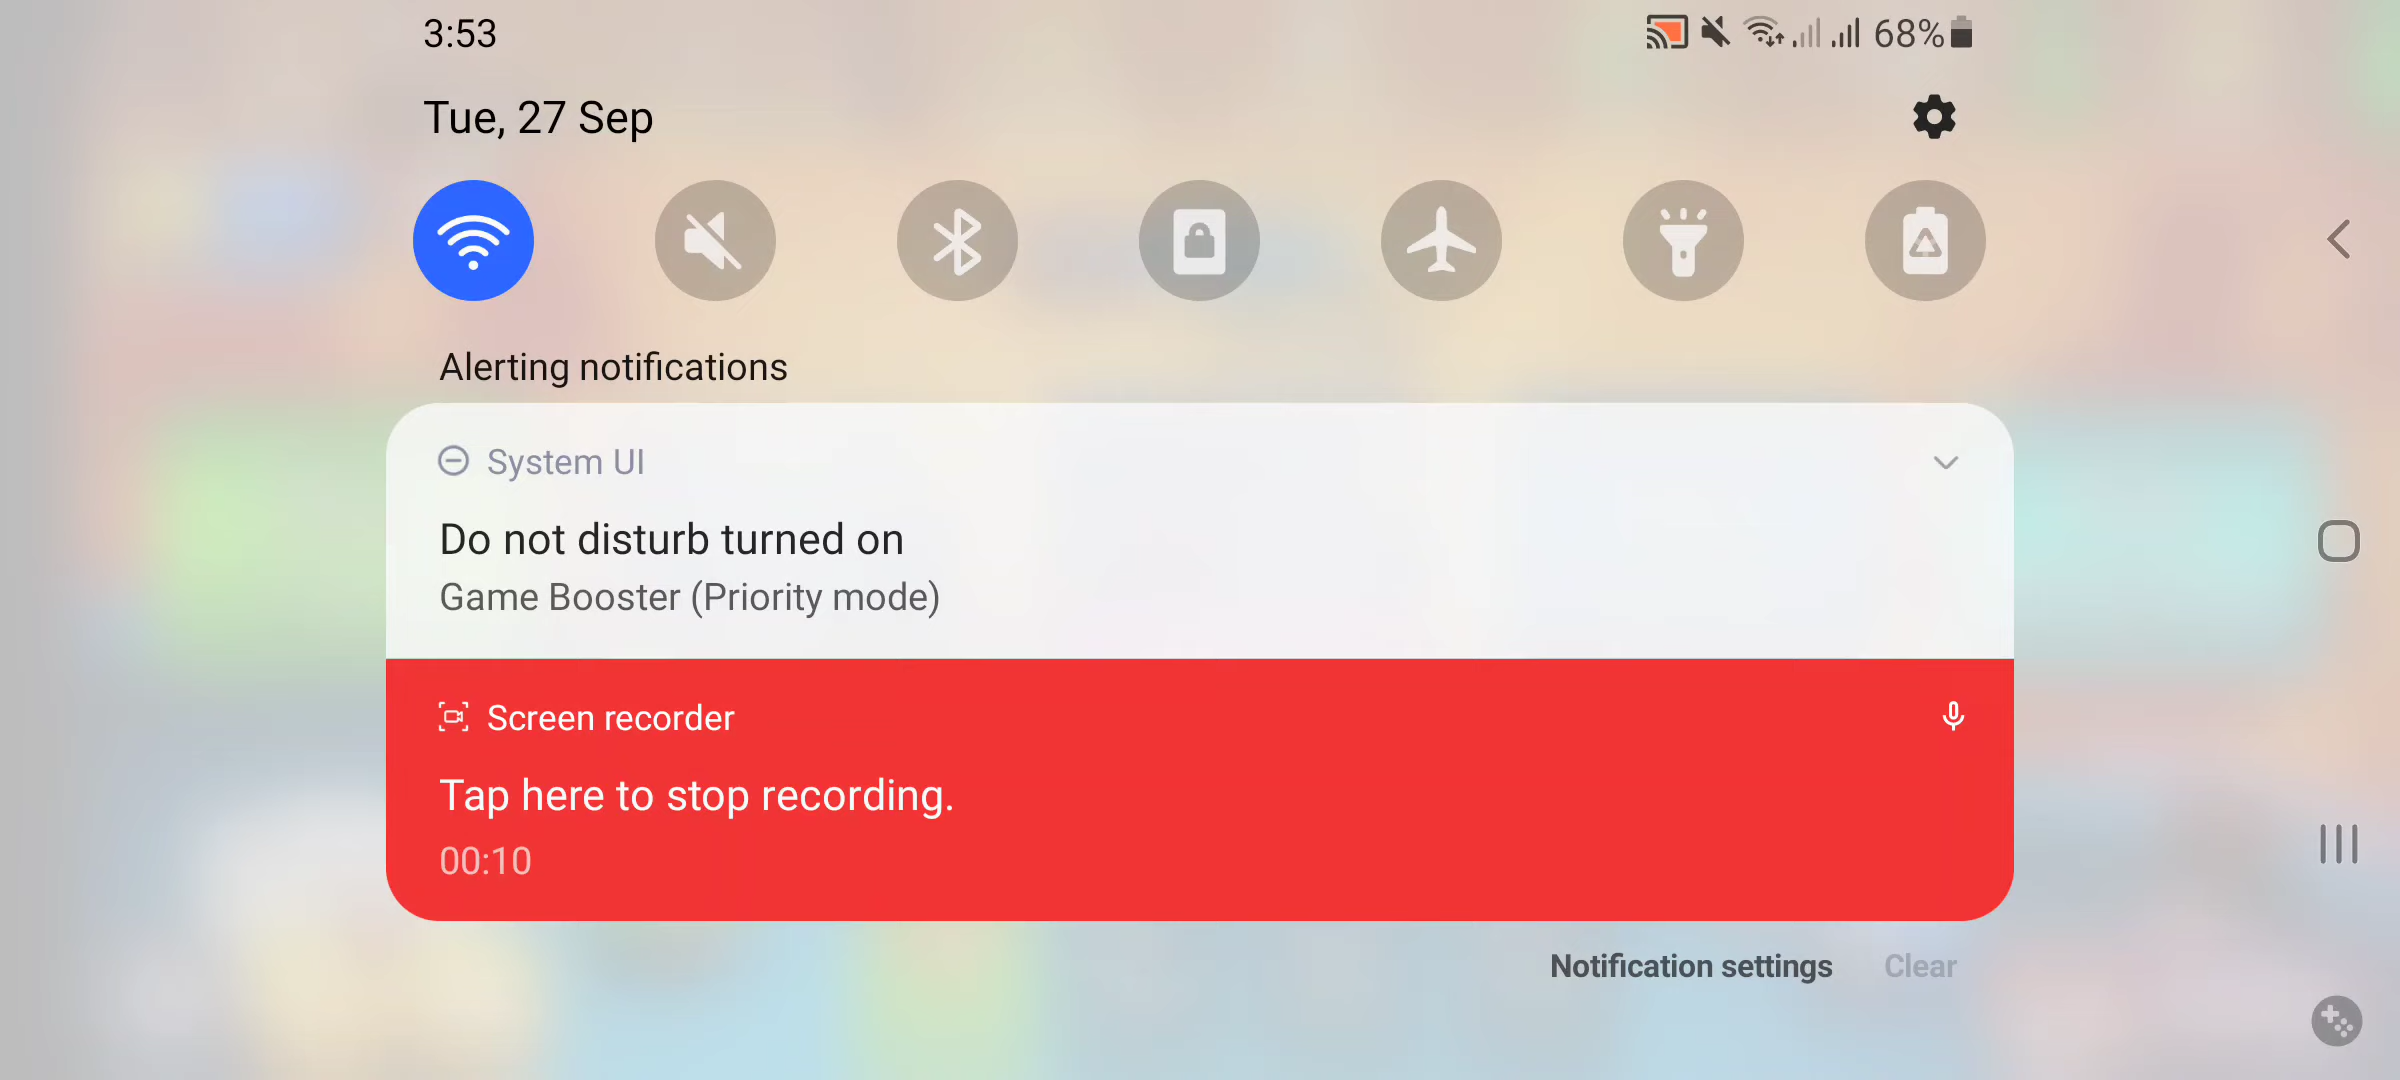 3:53
68%
Tue, 27 Sep
Alerting notifications
System UI
Do not disturb turned on
Game Booster (Priority mode)
Screen recorder
Tap here to stop recording.
00:10
Notification settings
Clear